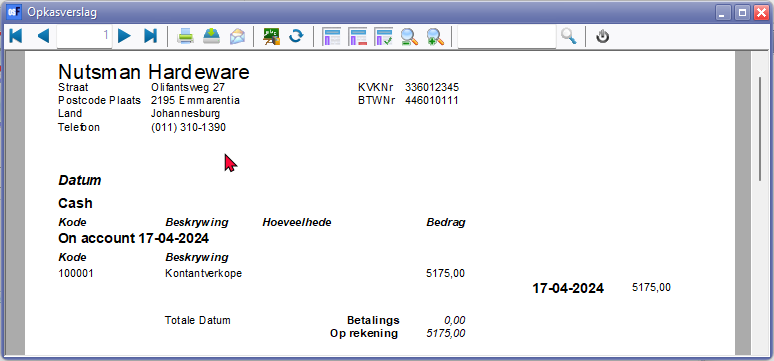 Opkasverslag
1
Nutsman Hardeware
Straat Olifantsweg 27 KVKNr 336012345
Postcode Plaats 2195 Emmarentia BTWNr 446010111
Land Johannesburg
Telefoon (011) 310-1390
Datum
Cash
Kode Beskrywing Hoeveelhede Bedrag
On account 17-04-2024
Kode Beskrywing
100001 Kontantverkope 5175,00
17-04-2024 5175,00
Totale Datum Betalings 0,00
Op rekening 5175,00